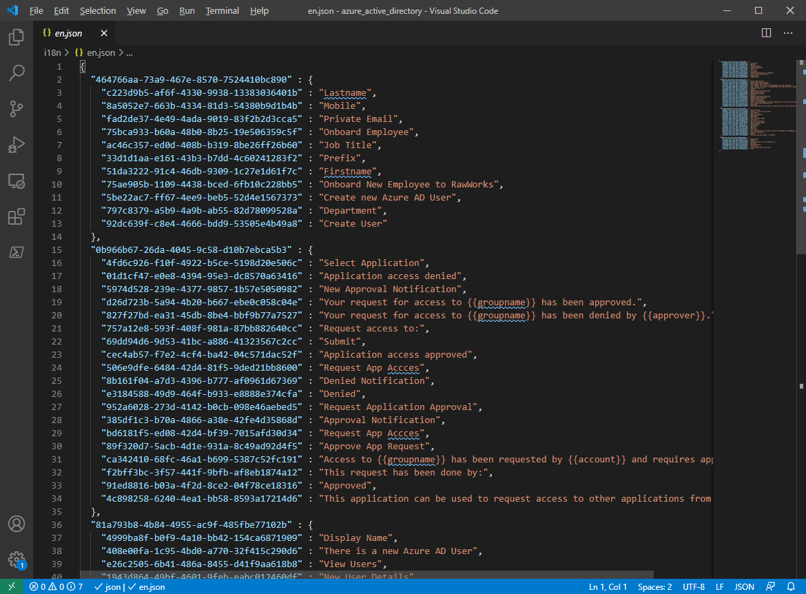 File Edit Selection View Go Run Terminal Help en.json - azure_active_directory - Visual Studio Code
{} en.json ×
i18n > {} en.json > ...
1 {
2 "464766aa-73a9-467e-8570-7524410bc890" : {
3 "c223d9b5-af6f-4330-9938-13383036401b" : "Lastname",
4 "8a5052e7-663b-4334-81d3-54380b9d1b4b" : "Mobile",
5 "fad2de37-4e49-4ada-9019-83f2b2d3cca5" : "Private Email",
6 "75bca933-b60a-48b0-8b25-19e506359c5f" : "Onboard Employee",
7 "ac46c357-ed0d-408b-b319-8be26ff26b60" : "Job Title",
8 "33d1d1aa-e161-43b3-b7dd-4c60241283f2" : "Prefix",
9 "51da3222-91c4-46db-9309-1c27e1d61f7c" : "Firstname",
10 "75ae905b-1109-4438-bced-6fb10c228bb5" : "Onboard New Employee to RawWorks",
11 "5be22ac7-ff67-4ee9-beb5-52d4e1567373" : "Create new Azure AD User",
12 "797c8379-a5b9-4a9b-ab55-82d78099528a" : "Department",
13 "92dc639f-c8e4-4666-bdd9-53505e4b49a8" : "Create User"
14 },
15 "0b966b67-26da-4045-9c58-d10b7ebca5b3" : {
16 "4fd6c926-f10f-4922-b5ce-5198d20e506c" : "Select Application",
17 "01d1cf47-e0e8-4394-95e3-dc8570a63416" : "Application access denied",
18 "5974d528-239e-4377-9857-1b57e5050982" : "New Approval Notification",
19 "d26d723b-5a94-4b20-b667-ebe0c058c04e" : "Your request for access to {{groupname}} has been approved.",
20 "827f27bd-ea31-45db-8be4-bbf9b77a7527" : "Your request for access to {{groupname}} has been denied by {{approver}}."
21 "757a12e8-593f-408f-981a-87bb882640cc" : "Request access to:",
22 "69dd94d6-9d53-41bc-a886-41323567c2cc" : "Submit",
23 "cec4ab57-f7e2-4cf4-ba42-04c571dac52f" : "Application access approved",
24 "506e9dfe-6484-42d4-81f5-9ded21bb8600" : "Request App Accces",
25 "8b161f04-a7d3-4396-b777-af0961d67369" : "Denied Notification",
26 "e3184588-49d9-464f-b933-e8888e374cfa" : "Denied",
27 "952a6028-273d-4142-b0cb-098e46aebed5" : "Request Application Approval",
28 "385df1c3-b70a-4866-a38e-42fe4d35868d" : "Approval Notification",
29 "bd6181f5-ed08-42d4-bf39-7015afd30d34" : "Request App Accces",
30 "89f320d7-5acb-4d1e-931a-8c49ad92d4f5" : "Approve App Request",
31 "ca342410-68fc-46a1-b699-5387c52fc191" : "Access to {{groupname}} has been requested by {{account}} and requires app
32 "f2bff3bc-3f57-441f-9bfb-af8eb1874a12" : "This request has been done by:",
33 "91ed8816-b03a-4f2d-8ce2-04f78ce18316" : "Approved",
34 "4c898258-6240-4ea1-bb58-8593a17214d6" : "This application can be used to request access to other applications from
35 },
36 "81a793b8-4b84-4955-ac9f-485fbe77102b" : {
37 "4999ba8f-b0f9-4a10-bb42-154ca6871909" : "Display Name",
38 "408e00fa-1c95-4bd0-a770-32f415c290d6" : "There is a new Azure AD User",
39 "e26c2505-6b41-486a-8455-d41f9aa618b8" : "View Users",
40 "1943d864-49bf-4601-9feb-eabc012460df" : "New User Details"
1
0 0 7 json | en.json Ln 1, Col 1 Spaces: 2 UTF-8 LF JSON